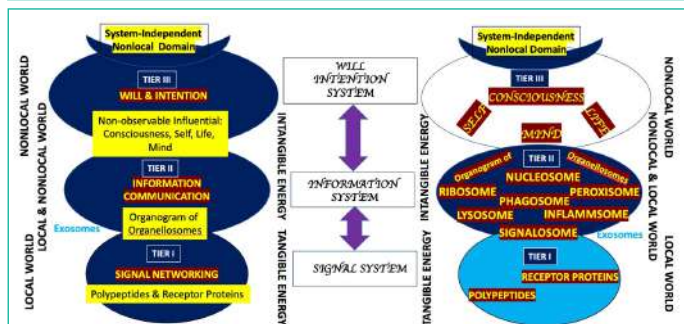 System-Independent
Nonlocal Domain
TIER III
WILL & INTENTION
Non-observable Influential:
Consciousness, Self, Life,
Mind
TIER II
INFORMATION
COMMUNICATION
Organogram of
Organellosomes
Exosomes
TIER I
SIGNAL NETWORKING
Polypeptides & Receptor Proteins
NONLOCAL WORLD
LOCAL & NONLOCAL WORLD
LOCAL WORLD
INTANGIBLE ENERGY
TANGIBLE ENERGY
WILL
INTENTION
SYSTEM
INFORMATION
SYSTEM
SIGNAL SYSTEM
INTANGIBLE ENERGY
TANGIBLE ENERGY
System-Independent
Nonlocal Domain
TIER III
CONSCIOUSNESS
SELF
LIFE
MIND
TIER II
Organogram of
Organellosomes
NUCLEOSOME
RIBOSOME
PEROXISOME
PHAGOSOME
LYSOSOME
INFLAMMSOME
SIGNALOSOME
Exosomes
TIER I
RECEPTOR PROTEINS
POLYPEPTIDES
NONLOCAL WORLD
NONLOCAL & LOCAL WORLD
LOCAL WORLD